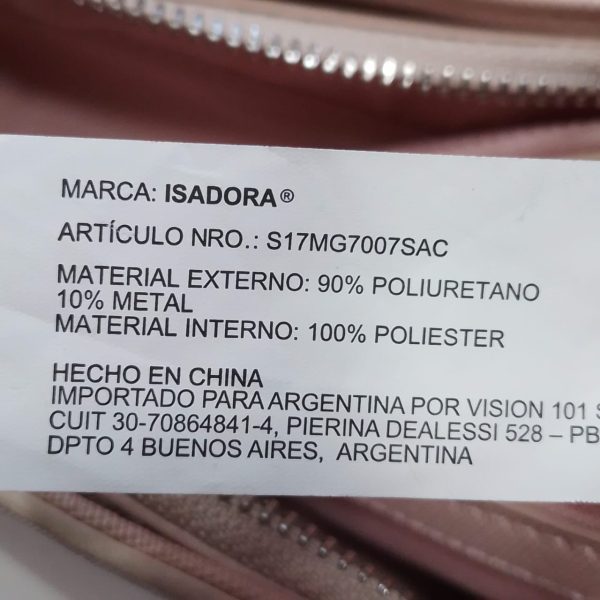 MARCA: ISADORA®
ARTÍCULO NRO.: S17MG7007SAC
MATERIAL EXTERNO: 90% POLIURETANO
10% METAL
MATERIAL INTERNO: 100% POLIESTER
HECHO EN CHINA
IMPORTADO PARA ARGENTINA POR VISION 101 S
CUIT 30-70864841-4, PIERINA DEALESSI 528 – PB
DPTO 4 BUENOS AIRES, ARGENTINA